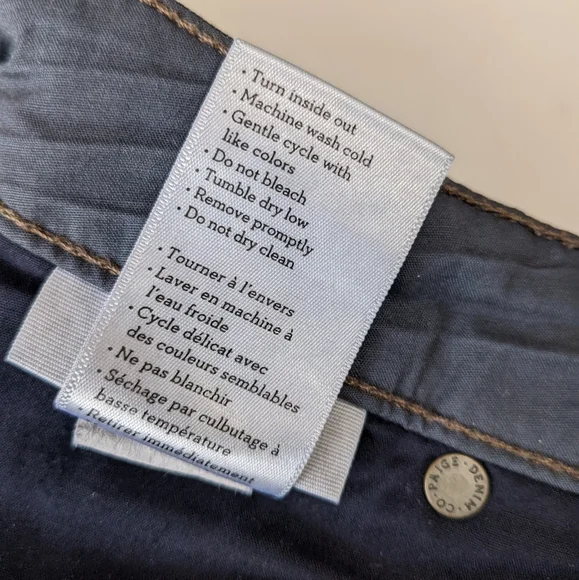 · Turn inside out
· Machine wash cold
· Gentle cycle with
like colors
· Do not bleach
· Tumble dry low
· Remove promptly
· Do not dry clean
· Tourner à l'envers
· Laver en machine à
l'eau froide
· Cycle délicat avec
des couleurs semblables
· Ne pas blanchir
· Séchage par culbutage à
basse température
· Retirer immédiatement
PAIGE · DENIM · CO ·